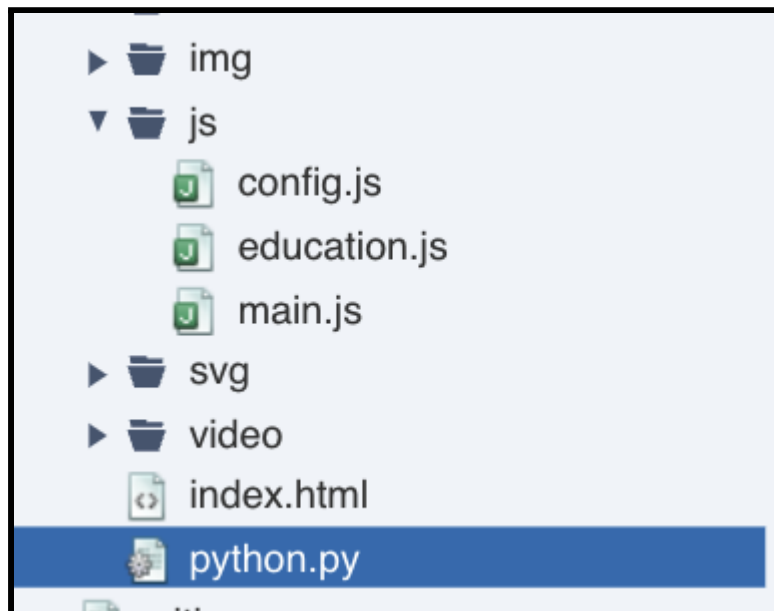 img
js
config.js
education.js
main.js
svg
video
index.html
python.py